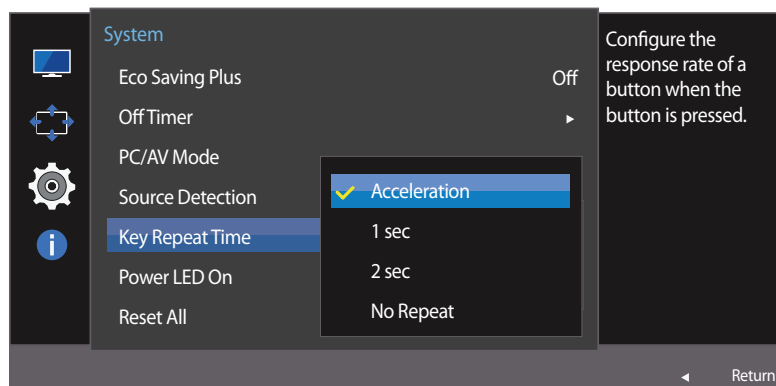 System
Eco Saving Plus Off
Off Timer ▸
PC/AV Mode
Source Detection
Key Repeat Time
Power LED On
Reset All
Acceleration
1 sec
2 sec
No Repeat
Configure the
response rate of a
button when the
button is pressed.
◂ Return